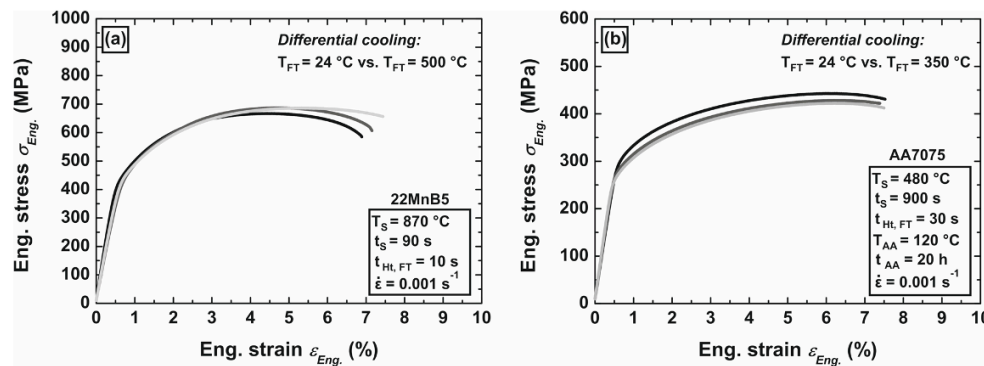 (a)
Differential cooling:
T_FT = 24 °C vs. T_FT = 500 °C
22MnB5
T_S = 870 °C
t_S = 90 s
t_Ht, FT = 10 s
ε̇ = 0.001 s⁻¹
Eng. stress σ_Eng. (MPa)
1000
900
800
700
600
500
400
300
200
100
0
0 1 2 3 4 5 6 7 8 9 10
Eng. strain ε_Eng. (%)
(b)
Differential cooling:
T_FT = 24 °C vs. T_FT = 350 °C
AA7075
T_S = 480 °C
t_S = 900 s
t_Ht, FT = 30 s
T_AA = 120 °C
t_AA = 20 h
ε̇ = 0.001 s⁻¹
Eng. stress σ_Eng. (MPa)
600
500
400
300
200
100
0
0 1 2 3 4 5 6 7 8 9 10
Eng. strain ε_Eng. (%)